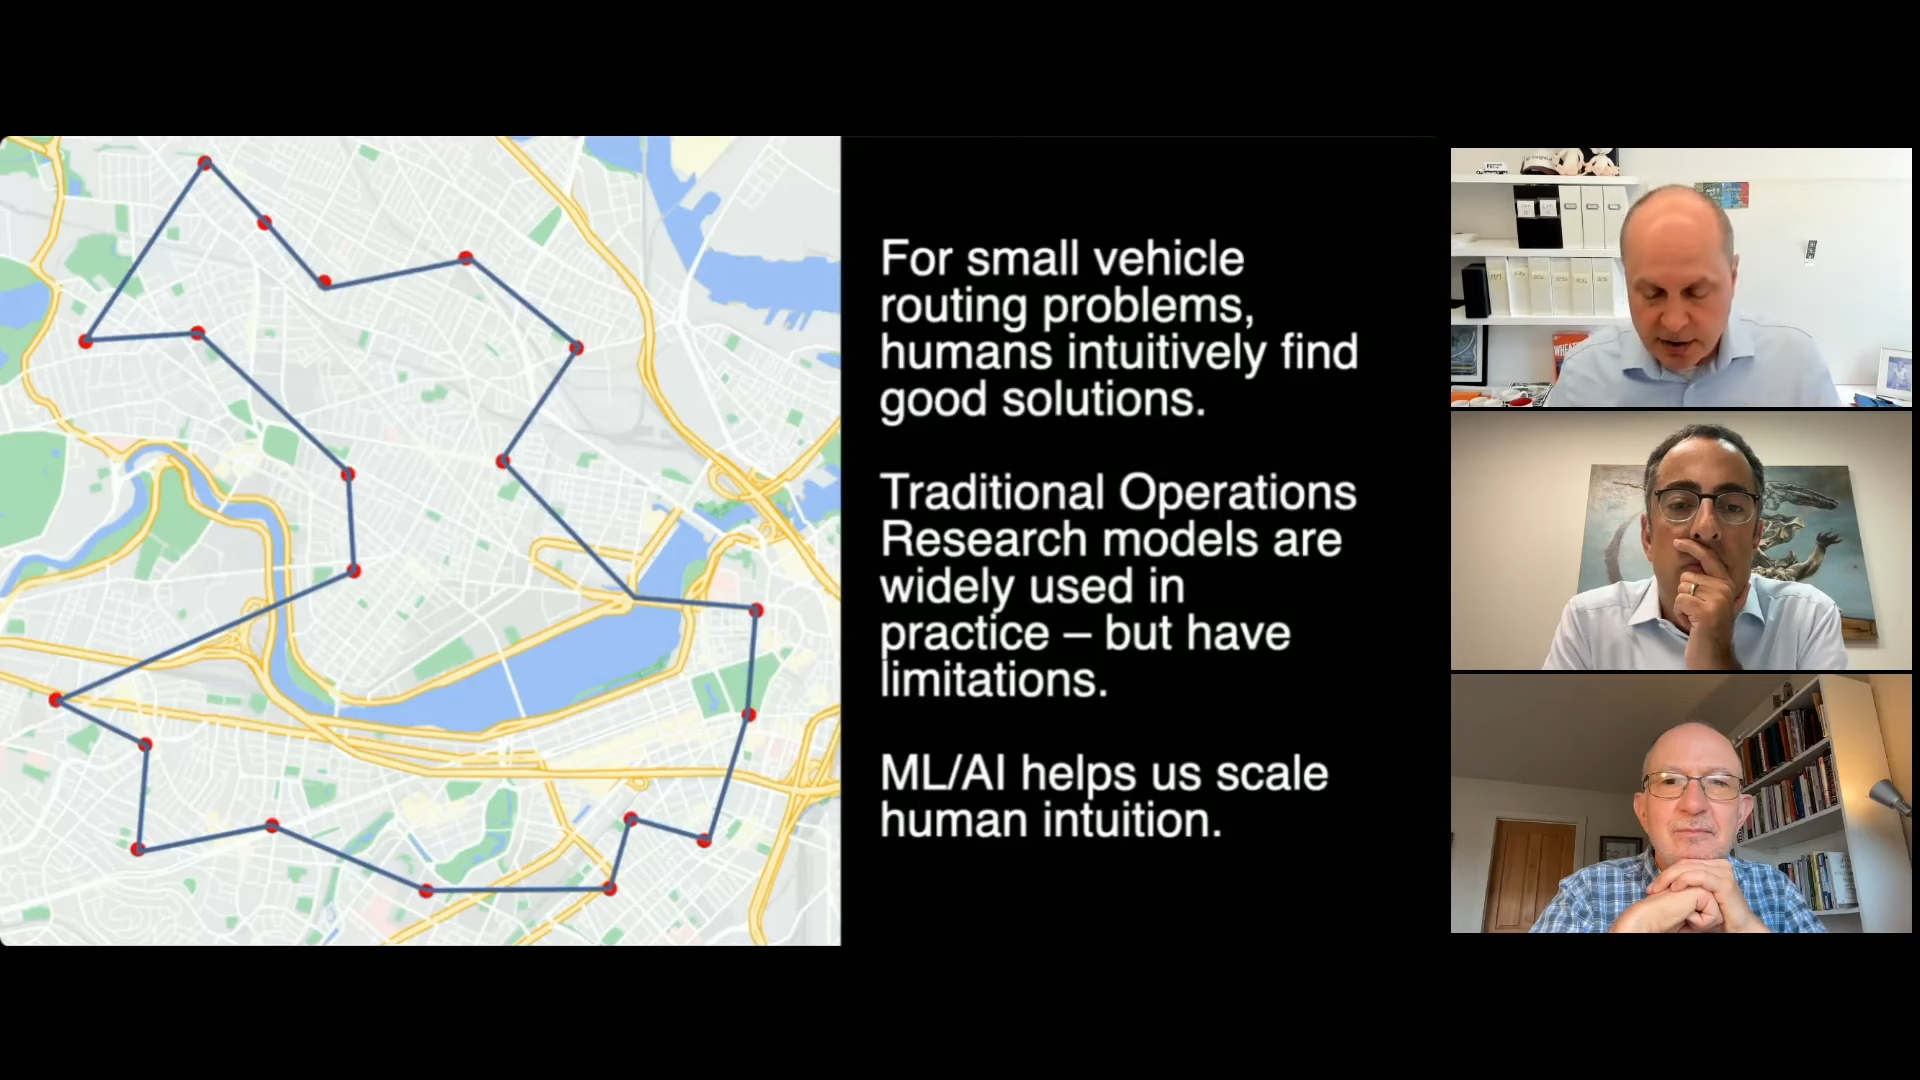 For small vehicle
routing problems,
humans intuitively find
good solutions.
Traditional Operations
Research models are
widely used in
practice – but have
limitations.
ML/AI helps us scale
human intuition.